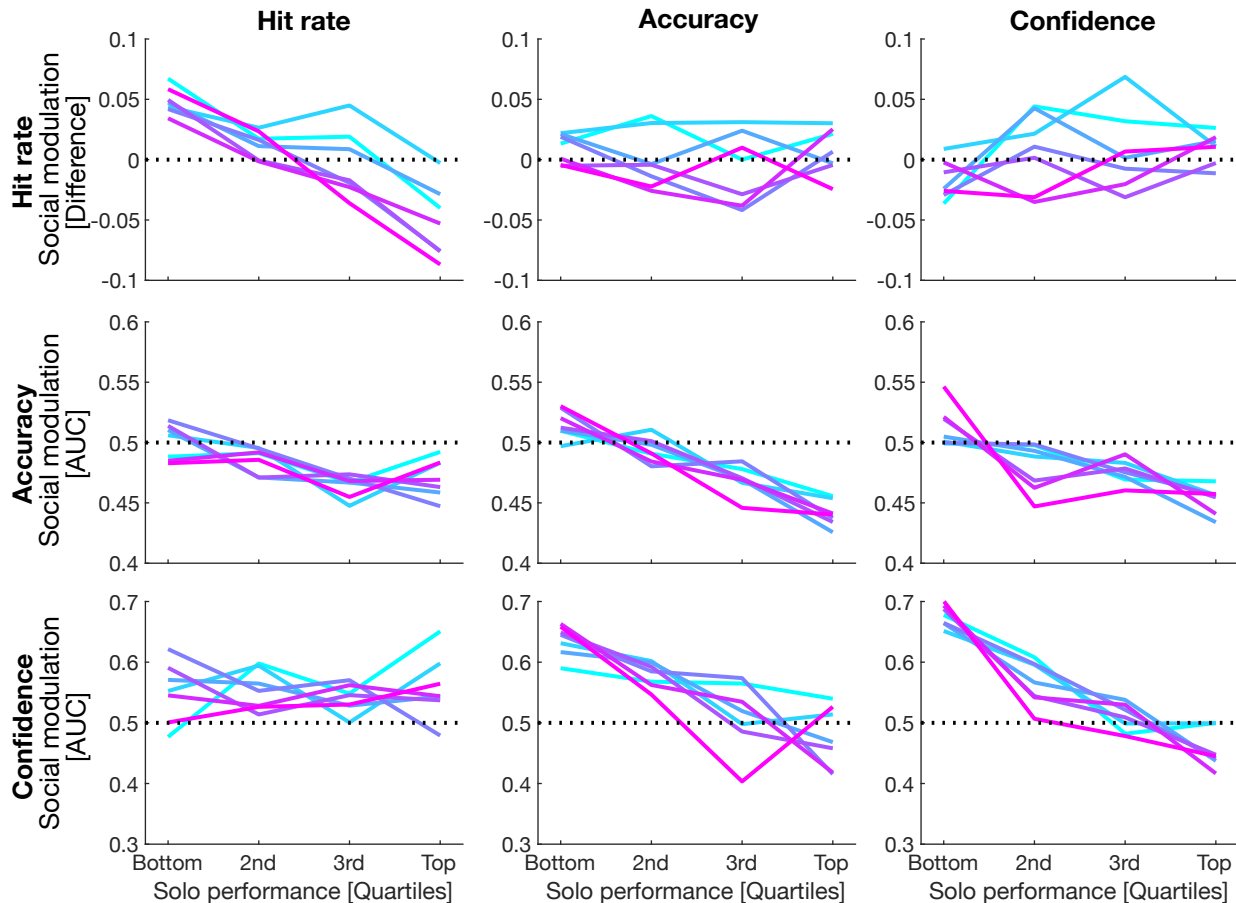 Hit rate
Accuracy
Confidence
Hit rate
Social modulation
[Difference]
0.1
0.05
0
-0.05
-0.1
0.1
0.05
0
-0.05
-0.1
0.1
0.05
0
-0.05
-0.1
Accuracy
Social modulation
[AUC]
0.6
0.55
0.5
0.45
0.4
0.6
0.55
0.5
0.45
0.4
0.6
0.55
0.5
0.45
0.4
Confidence
Social modulation
[AUC]
0.7
0.6
0.5
0.4
0.3
0.7
0.6
0.5
0.4
0.3
0.7
0.6
0.5
0.4
0.3
Bottom 2nd 3rd Top
Bottom 2nd 3rd Top
Bottom 2nd 3rd Top
Solo performance [Quartiles]
Solo performance [Quartiles]
Solo performance [Quartiles]